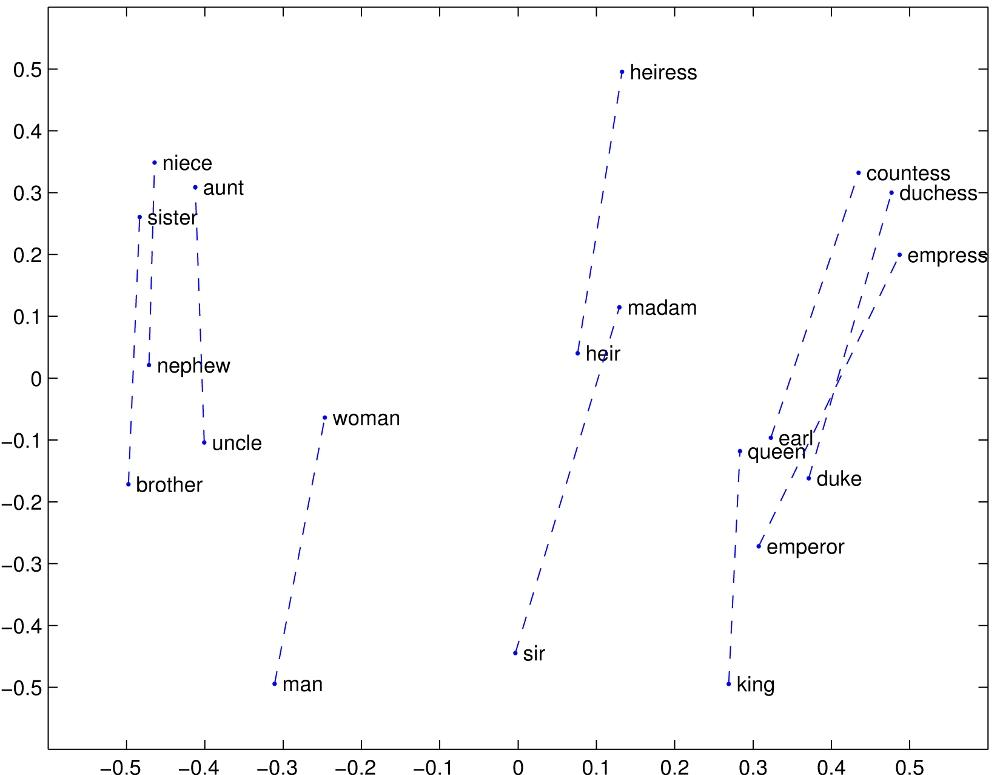 0.5
heiress
0.4
niece
countess
aunt
0.3
duchess
sister
0.2
empress
0.1
madam
heir
0
nephew
woman
−0.1
earl
uncle
queen
duke
brother
−0.2
emperor
−0.3
−0.4
sir
−0.5
man
king
−0.5 −0.4 −0.3 −0.2 −0.1 0 0.1 0.2 0.3 0.4 0.5